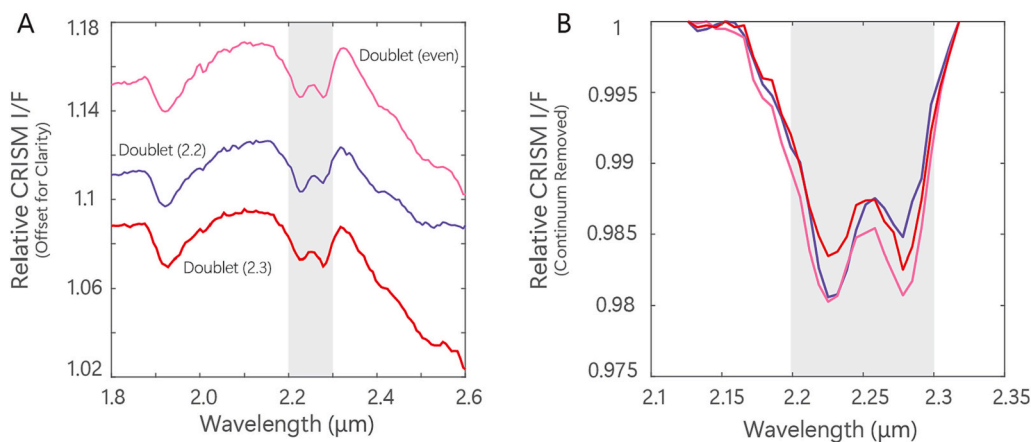 A
Relative CRISM I/F
(Offset for Clarity)
1.18
1.14
1.1
1.06
1.02
Doublet (even)
Doublet (2.2)
Doublet (2.3)
1.8
2.0
2.2
2.4
2.6
Wavelength (μm)
B
Relative CRISM I/F
(Continuum Removed)
1
0.995
0.99
0.985
0.98
0.975
2.1
2.15
2.2
2.25
2.3
2.35
Wavelength (μm)